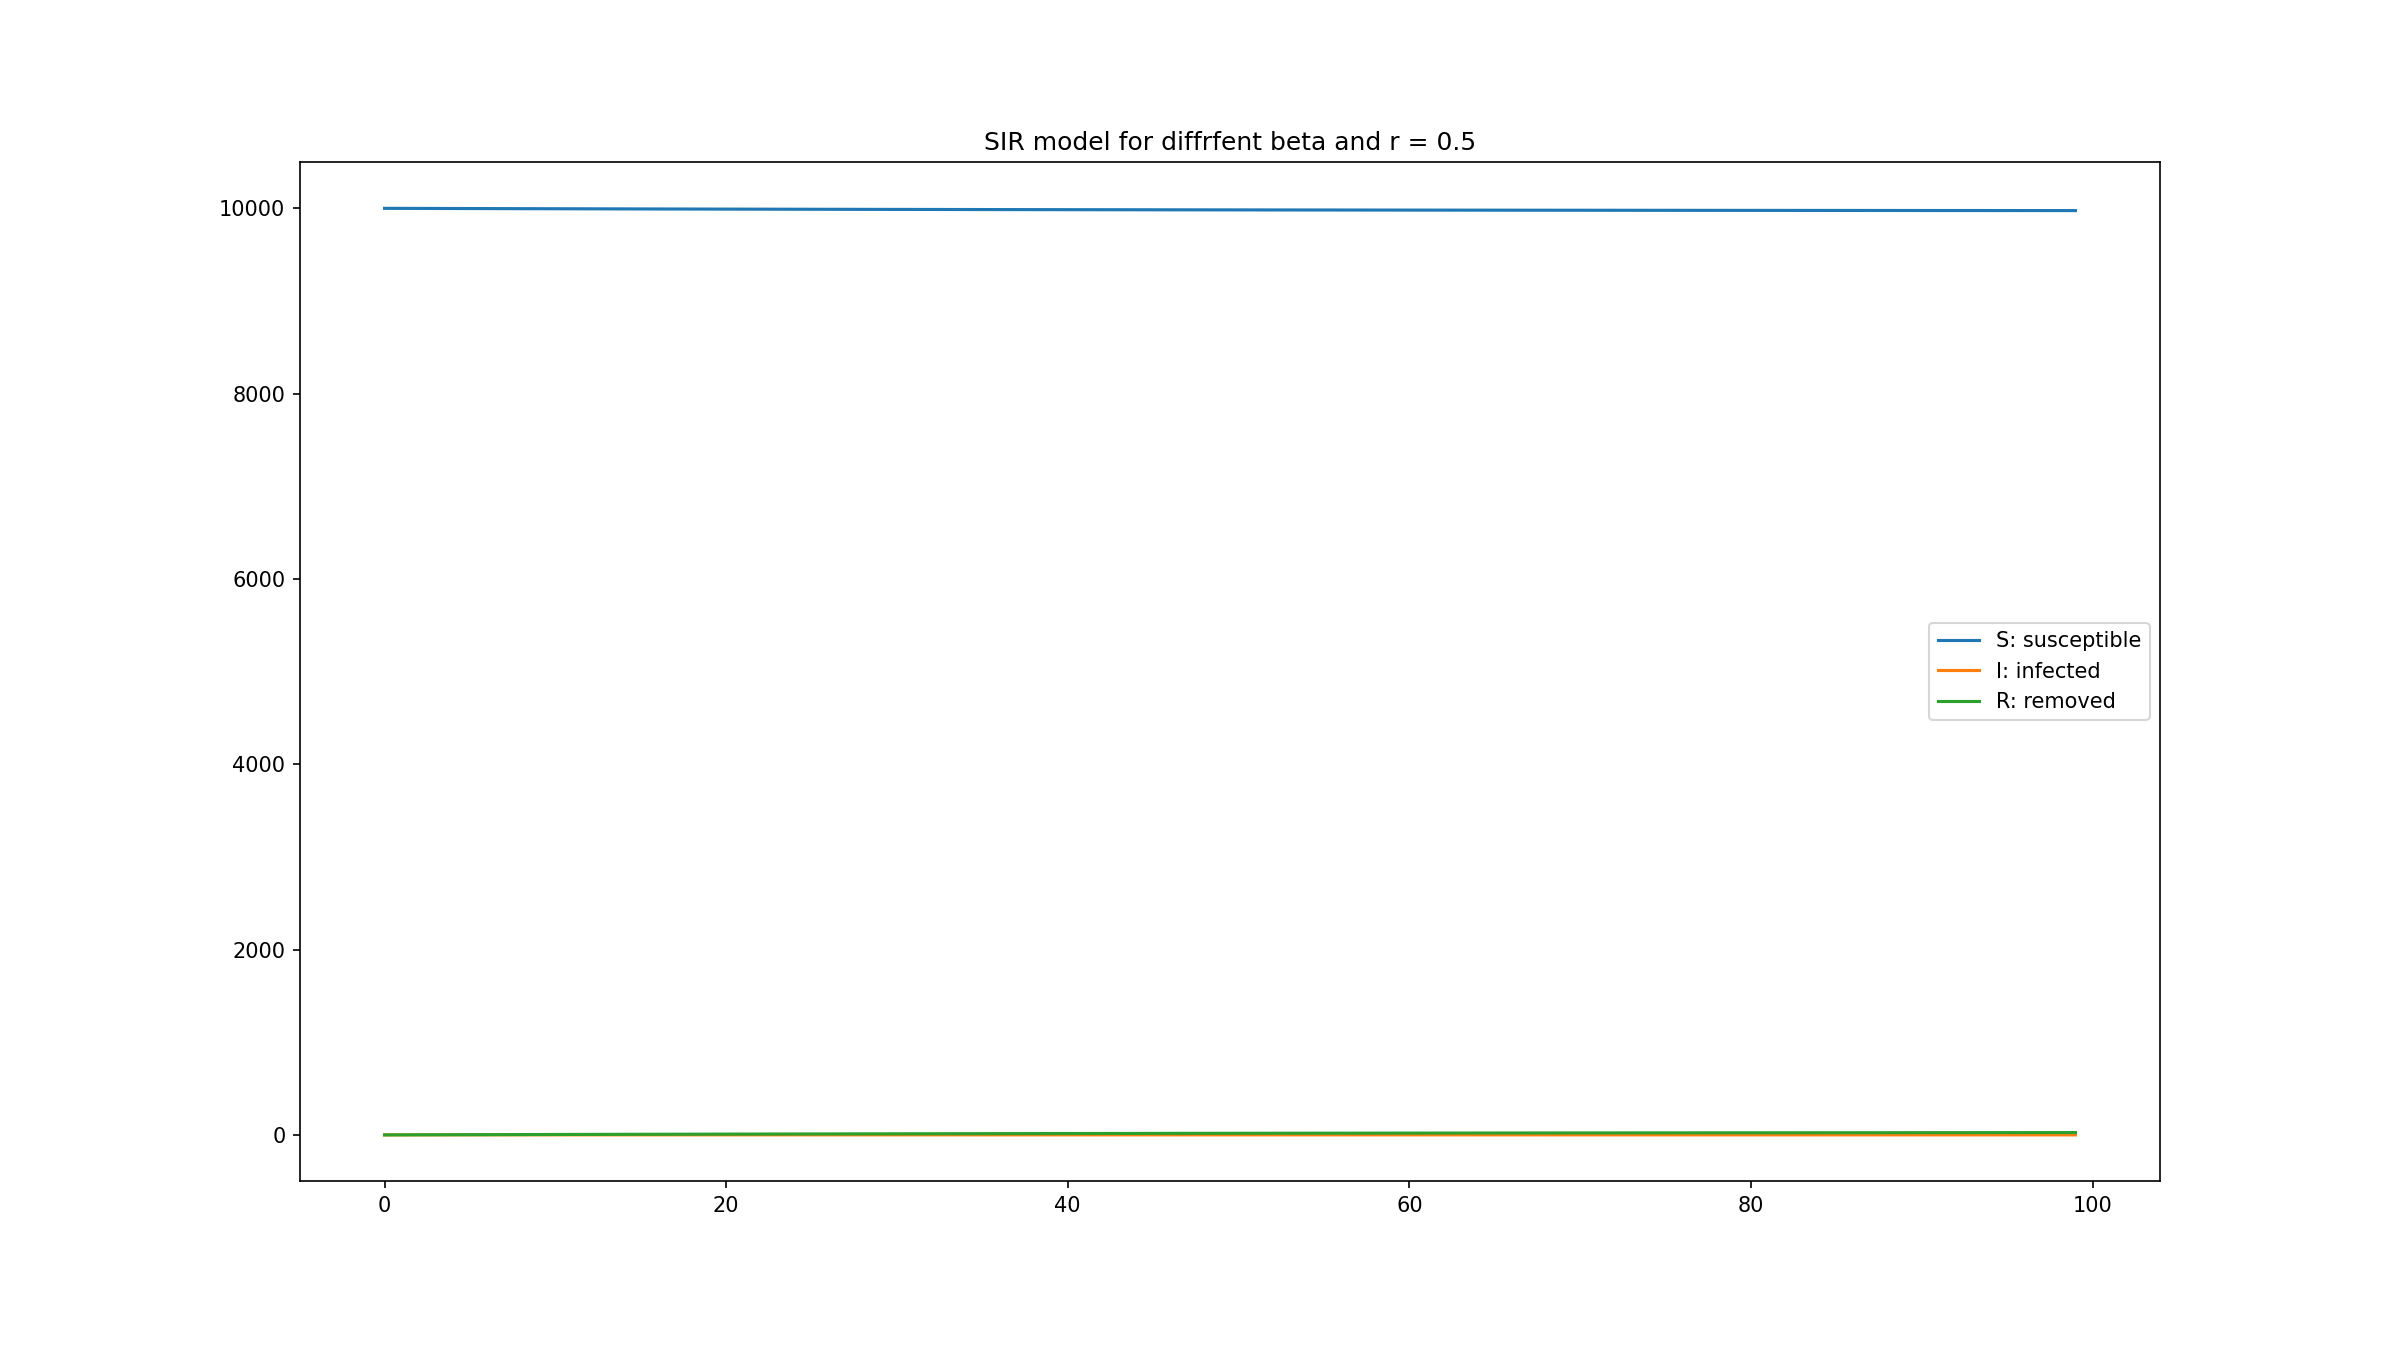 SIR model for diffrfent beta and r = 0.5
10000
8000
6000
4000
2000
0
S: susceptible
I: infected
R: removed
0 20 40 60 80 100